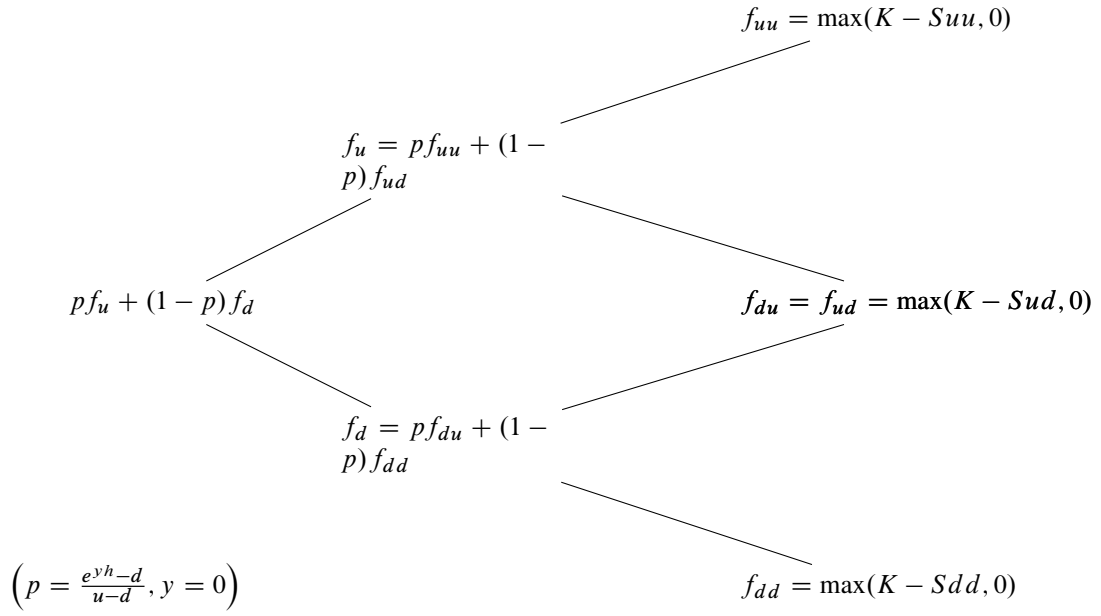 f_{uu} = max(K − Suu, 0)
f_u = pf_{uu} + (1 −
p)f_{ud}
pf_u + (1 − p)f_d
f_{du} = f_{ud} = max(K − Sud, 0)
f_d = pf_{du} + (1 −
p)f_{dd}
(p = \frac{e^{yh}−d}{u−d}, y = 0)
f_{dd} = max(K − Sdd, 0)